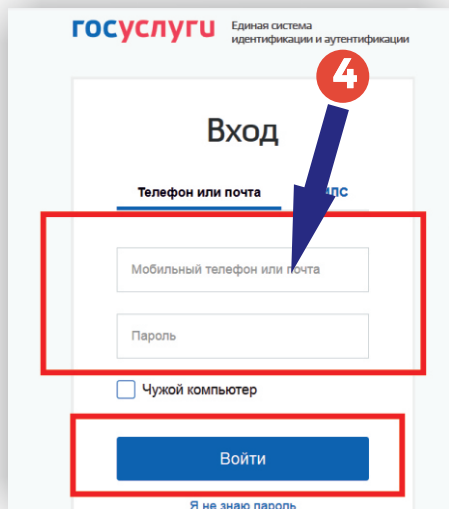 госуслуги
Единая система
идентификации и аутентификации
4
Вход
Телефон или почта
Мобильный телефон или почта
Пароль
Чужой компьютер
Войти
Я не знаю пароль